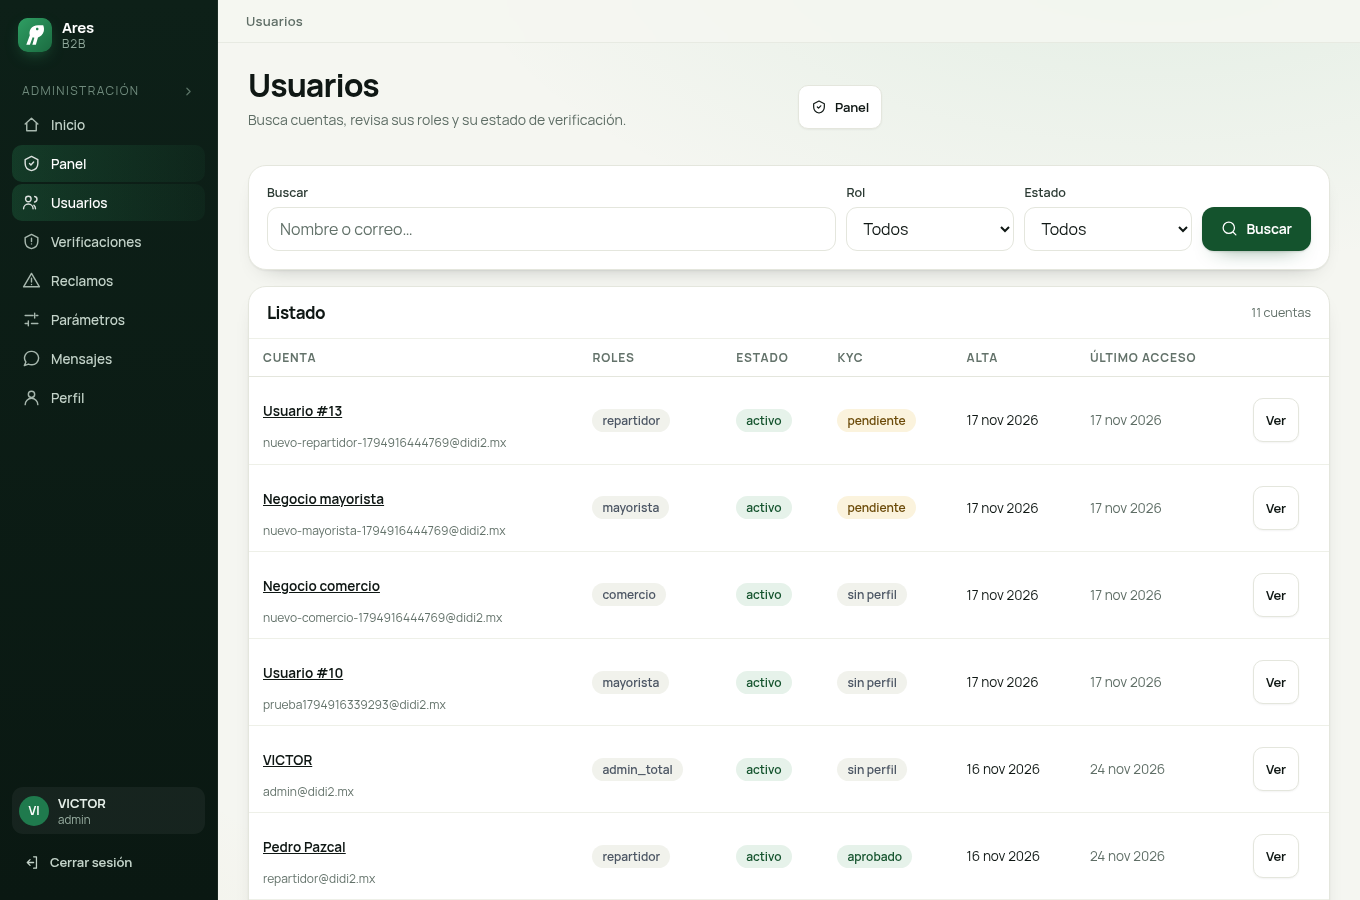 Ares
B2B
ADMINISTRACIÓN
Inicio
Panel
Usuarios
Verificaciones
Reclamos
Parámetros
Mensajes
Perfil
VI
VICTOR
admin
Cerrar sesión
Usuarios
Usuarios
Busca cuentas, revisa sus roles y su estado de verificación.
Panel
Buscar
Rol
Estado
Nombre o correo...
Todos
Todos
Buscar
Listado
11 cuentas
CUENTA ROLES ESTADO KYC ALTA ÚLTIMO ACCESO
Usuario #13
nuevo-repartidor-1794916444769@didi2.mx
repartidor activo pendiente 17 nov 2026 17 nov 2026 Ver
Negocio mayorista
nuevo-mayorista-1794916444769@didi2.mx
mayorista activo pendiente 17 nov 2026 17 nov 2026 Ver
Negocio comercio
nuevo-comercio-1794916444769@didi2.mx
comercio activo sin perfil 17 nov 2026 17 nov 2026 Ver
Usuario #10
prueba1794916339293@didi2.mx
mayorista activo sin perfil 17 nov 2026 17 nov 2026 Ver
VICTOR
admin@didi2.mx
admin_total activo sin perfil 16 nov 2026 24 nov 2026 Ver
Pedro Pazcal
repartidor@didi2.mx
repartidor activo aprobado 16 nov 2026 24 nov 2026 Ver